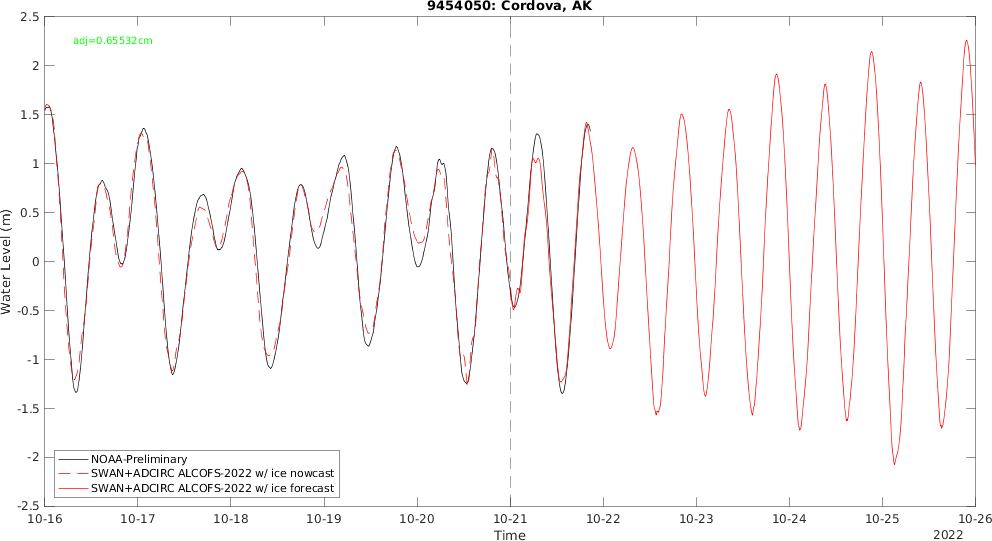 9454050: Cordova, AK
adj=0.65532cm
2.5
2
1.5
1
0.5
0
-0.5
-1
-1.5
-2
-2.5
Water Level (m)
NOAA-Preliminary
SWAN+ADCIRC ALCOFS-2022 w/ ice nowcast
SWAN+ADCIRC ALCOFS-2022 w/ ice forecast
10-16 10-17 10-18 10-19 10-20 10-21 10-22 10-23 10-24 10-25 10-26
Time
2022